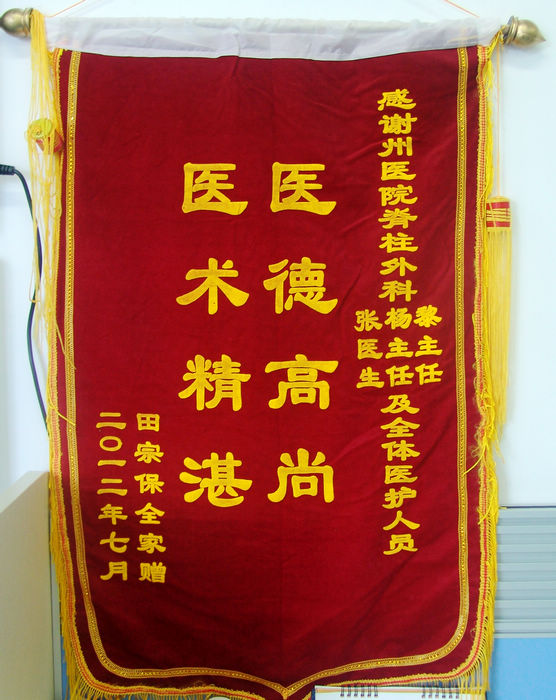 感谢州医院脊柱外科
黎主任
杨主任及全体医护人员
张医生
医德高尚
医术精湛
田宗保全家赠
二〇一二年七月